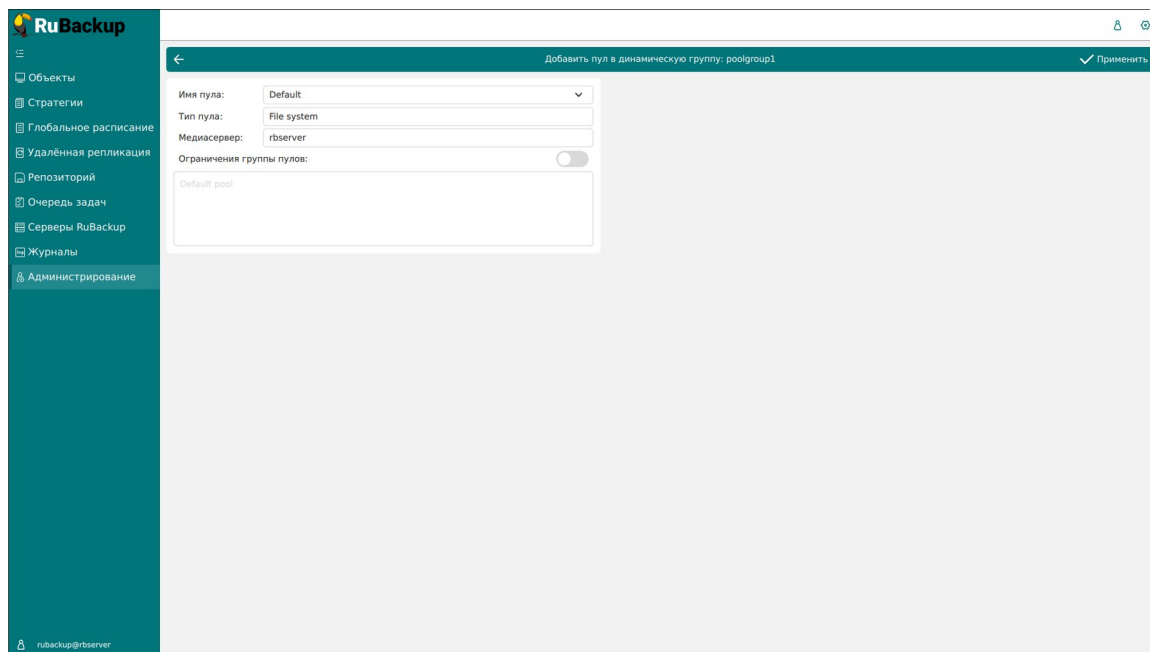 RuBackup
Добавить пул в динамическую группу: poolgroup1
Применить
Объекты
Стратегии
Глобальное расписание
Удалённая репликация
Репозиторий
Очередь задач
Серверы RuBackup
Журналы
Администрирование
Имя пула: Default
Тип пула: File system
Медиасервер: rbserver
Ограничения группы пулов:
Default pool
rubackup@rbserver